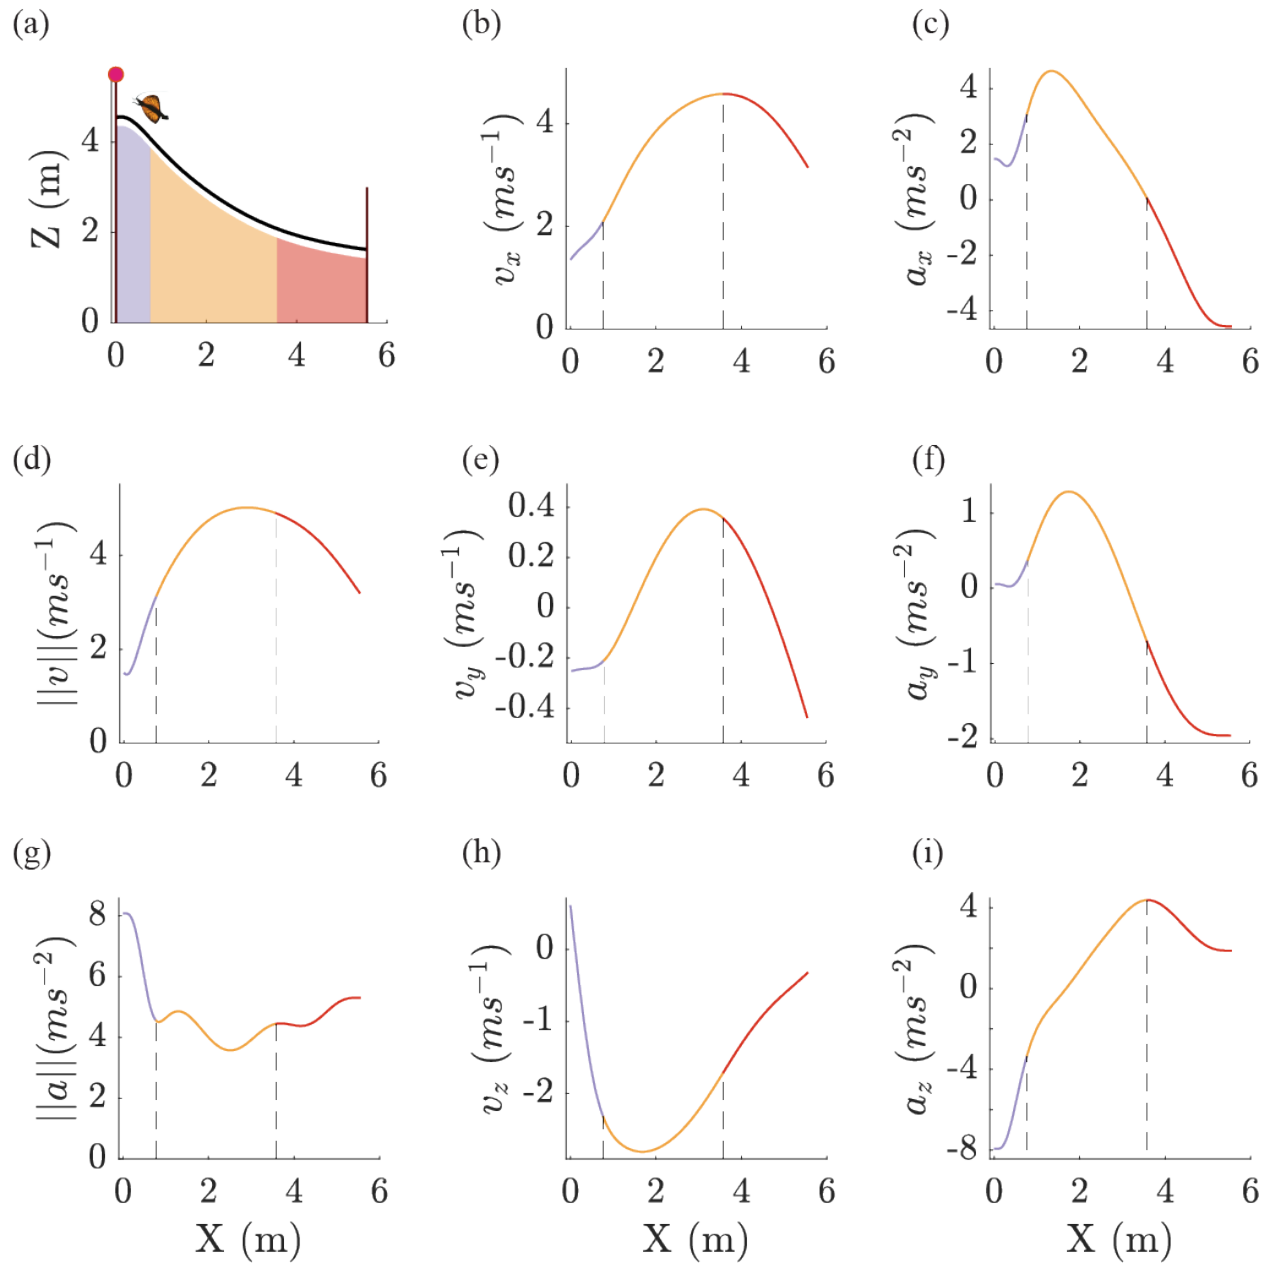 (a)
Z (m)
4
2
0
0 2 4 6
(b)
v_x (ms^{-1})
4
2
0
0 2 4 6
(c)
a_x (ms^{-2})
4
2
0
-2
-4
0 2 4 6
(d)
||v||(ms^{-1})
4
2
0
0 2 4 6
(e)
v_y (ms^{-1})
0.4
0.2
0
-0.2
-0.4
0 2 4 6
(f)
a_y (ms^{-2})
1
0
-1
-2
0 2 4 6
(g)
||a||(ms^{-2})
8
6
4
2
0
0 2 4 6
X (m)
(h)
v_z (ms^{-1})
0
-1
-2
0 2 4 6
X (m)
(i)
a_z (ms^{-2})
4
0
-4
-8
0 2 4 6
X (m)